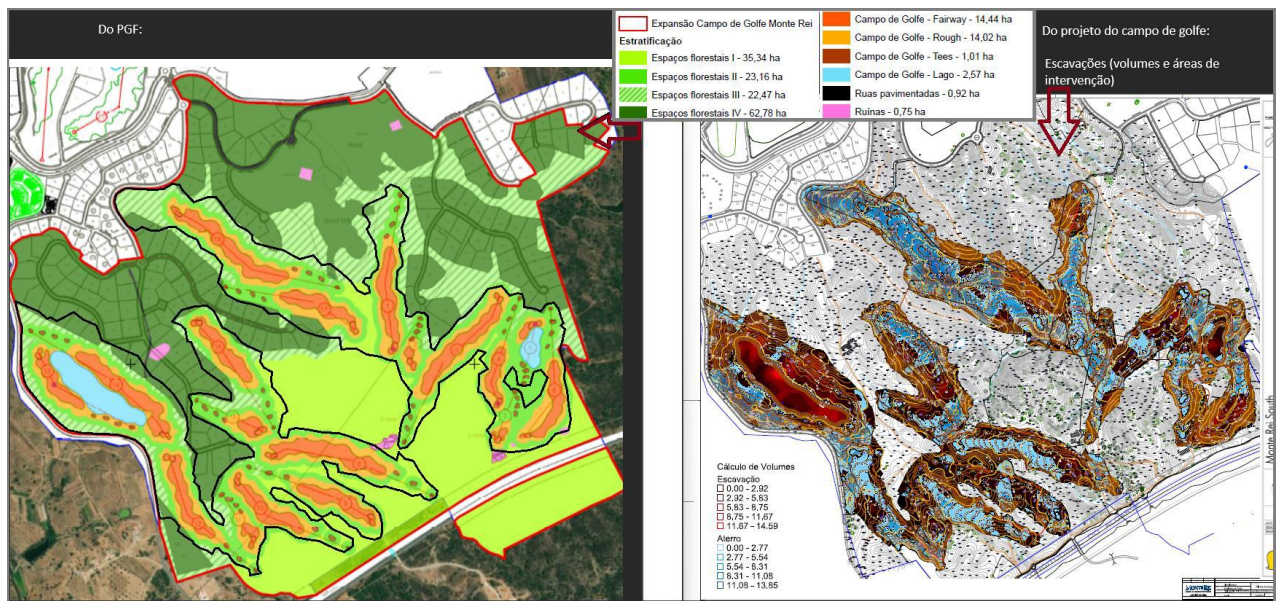 Do PGF:
Expansão Campo de Golfe Monte Rei
Estratificação
Espaços florestais I - 35,34 ha
Espaços florestais II - 23,16 ha
Espaços florestais III - 22,47 ha
Espaços florestais IV - 62,78 ha
Campo de Golfe - Fairway - 14,44 ha
Campo de Golfe - Rough - 14,02 ha
Campo de Golfe - Tees - 1,01 ha
Campo de Golfe - Lago - 2,57 ha
Ruas pavimentadas - 0,92 ha
Ruínas - 0,75 ha
Do projeto do campo de golfe:
Escavações (volumes e áreas de
intervenção)
Cálculo de Volumes
Escavação
0.00 - 2.92
2.92 - 5.83
5.83 - 8.75
8.75 - 11.67
11.67 - 14.59
Aterro
0.00 - 2.77
2.77 - 5.54
5.54 - 8.31
8.31 - 11.08
11.08 - 13.85
Monte Rei South